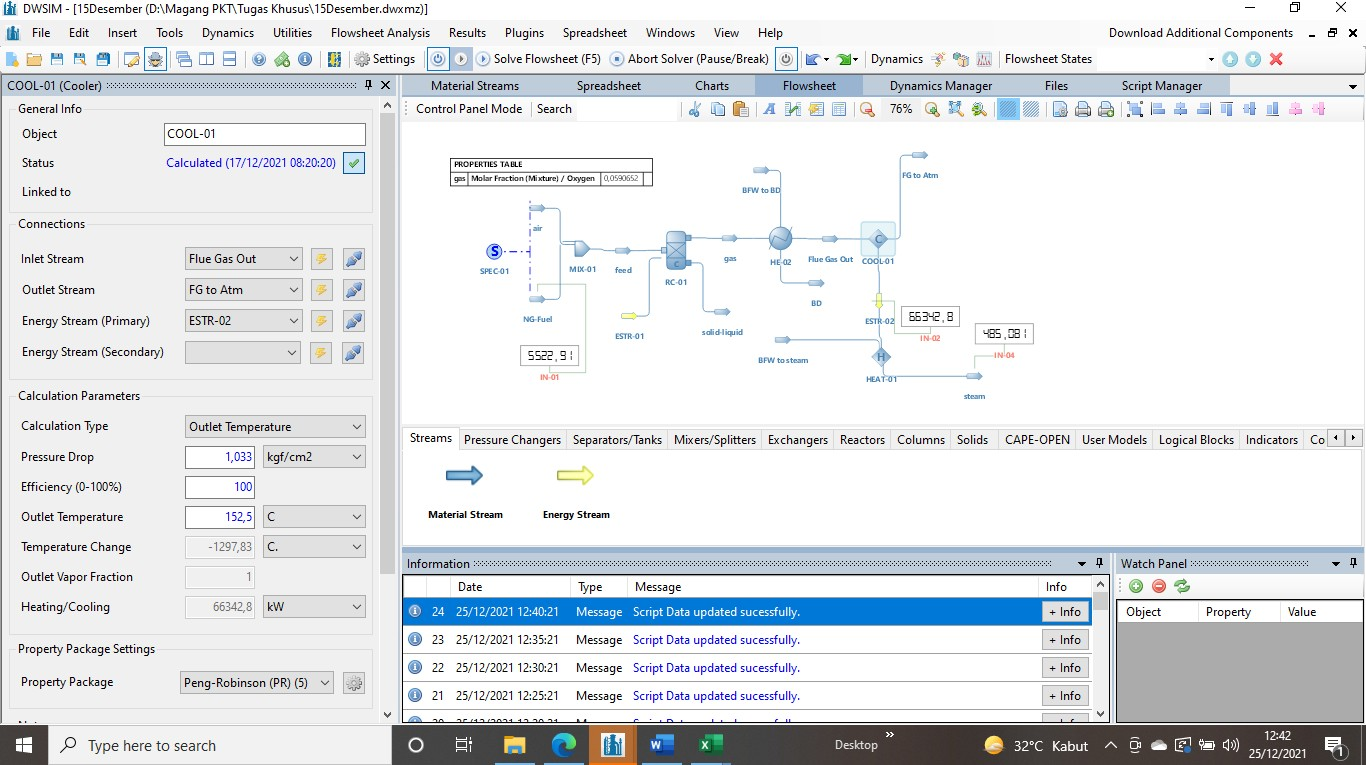 DWSIM - [15Desember (D:\Magang PKT\Tugas Khusus\15Desember.dwxmz)]
File Edit Insert Tools Dynamics Utilities Flowsheet Analysis Results Plugins Spreadsheet Windows View Help Download Additional Components
Settings Solve Flowsheet (F5) Abort Solver (Pause/Break) Dynamics Flowsheet States
COOL-01 (Cooler)
Material Streams Spreadsheet Charts Flowsheet Dynamics Manager Files Script Manager
Control Panel Mode Search 76%
General Info
Object COOL-01
Status Calculated (17/12/2021 08:20:20)
Linked to
Connections
Inlet Stream Flue Gas Out
Outlet Stream FG to Atm
Energy Stream (Primary) ESTR-02
Energy Stream (Secondary)
Calculation Parameters
Calculation Type Outlet Temperature
Pressure Drop 1,033 kgf/cm2
Efficiency (0-100%) 100
Outlet Temperature 152,5 C
Temperature Change -1297,83 C.
Outlet Vapor Fraction 1
Heating/Cooling 66342,8 kW
Property Package Settings
Property Package Peng-Robinson (PR) (5)
PROPERTIES TABLE
gas Molar Fraction (Mixture) / Oxygen 0,0590652
BFW to BD
FG to Atm
air
SPEC-01
MIX-01
feed
RC-01
gas
HE-02
Flue Gas Out
COOL-01
NG-Fuel
ESTR-01
solid-liquid
BD
ESTR-02
66342,8
IN-02
485,081
IN-04
5522,91
IN-01
BFW to steam
HEAT-01
steam
Streams Pressure Changers Separators/Tanks Mixers/Splitters Exchangers Reactors Columns Solids CAPE-OPEN User Models Logical Blocks Indicators Co
Material Stream Energy Stream
Information
Date Type Message Info
24 25/12/2021 12:40:21 Message Script Data updated sucessfully. + Info
23 25/12/2021 12:35:21 Message Script Data updated sucessfully. + Info
22 25/12/2021 12:30:21 Message Script Data updated sucessfully. + Info
21 25/12/2021 12:25:21 Message Script Data updated sucessfully. + Info
Watch Panel
Object Property Value
Type here to search
Desktop
32°C Kabut
12:42
25/12/2021
1